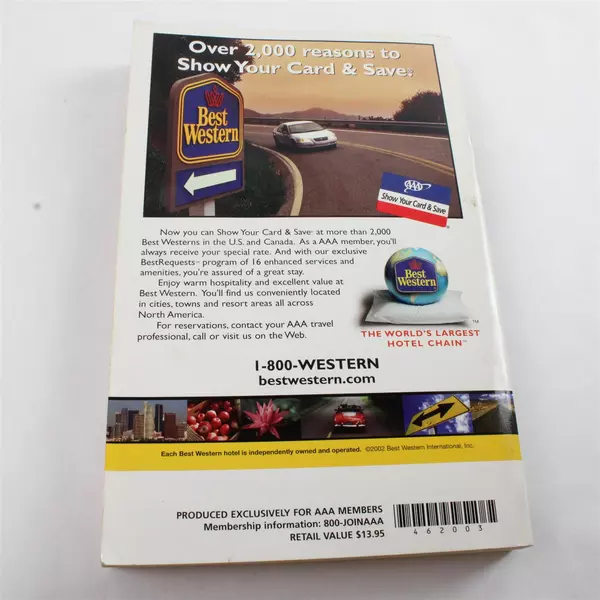 Over 2,000 reasons to
Show Your Card & Save.
Best
Western
AAA
Show Your Card & Save
Now you can Show Your Card & Save® at more than 2,000
Best Westerns in the U.S. and Canada. As a AAA member, you'll
always receive your special rate. And with our exclusive
BestRequests℠ program of 16 enhanced services and
amenities, you're assured of a great stay.
Enjoy warm hospitality and excellent value at
Best Western. You'll find us conveniently located
in cities, towns and resort areas all across
North America.
For reservations, contact your AAA travel
professional, call or visit us on the Web.
Best
Western
THE WORLD'S LARGEST
HOTEL CHAIN™
1-800-WESTERN
bestwestern.com
Each Best Western hotel is independently owned and operated. ©2002 Best Western International, Inc.
PRODUCED EXCLUSIVELY FOR AAA MEMBERS
Membership information: 800-JOINAAA
RETAIL VALUE $13.95
462003